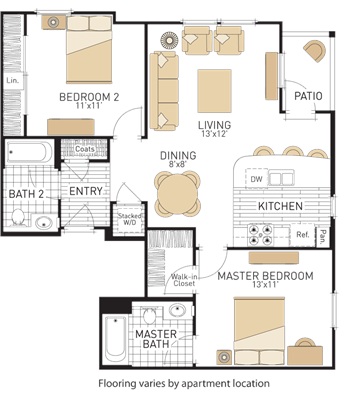 Lin.
BEDROOM 2
11'x11'
PATIO
LIVING
13'x12'
Coats
DINING
8'x8'
BATH 2
ENTRY
DW
KITCHEN
Stacked
W/D
Ref.
Pan.
Walk-in
Closet
MASTER BEDROOM
13'x11'
MASTER
BATH
Flooring varies by apartment location